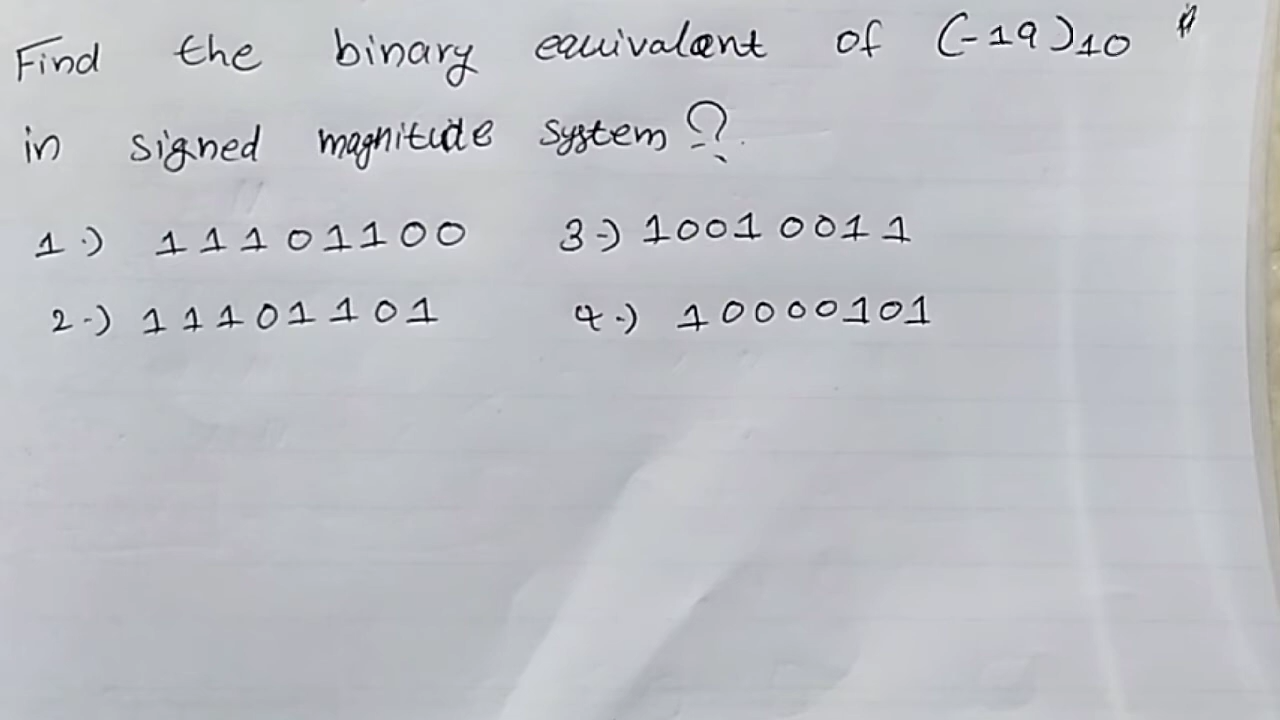 Find the binary equivalent of (-19)10
in signed magnitude system ?
1.) 11101100 3.) 10010011
2.) 11101101 4.) 10000101